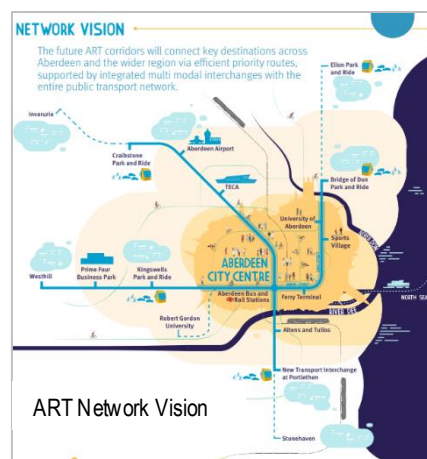 NETWORK VISION
The future ART corridors will connect key destinations across
Aberdeen and the wider region via efficient priority routes,
supported by integrated multi modal interchanges with the
entire public transport network.
Ellon Park
and Ride
Inverurie
Aberdeen Airport
Craibstone
Park and Ride
Bridge of Don
Park and Ride
TECA
University of
Aberdeen
Sports
Village
RIVER DON
ABERDEEN
CITY CENTRE
Westhill
Prime Four
Business Park
Kingswells
Park and Ride
Aberdeen Bus and
Rail Stations
Ferry Terminal
NORTH SEA
RIVER DEE
Robert Gordon
University
Altens and Tullos
New Transport Interchange
at Portlethen
ART Network Vision
Stonehaven